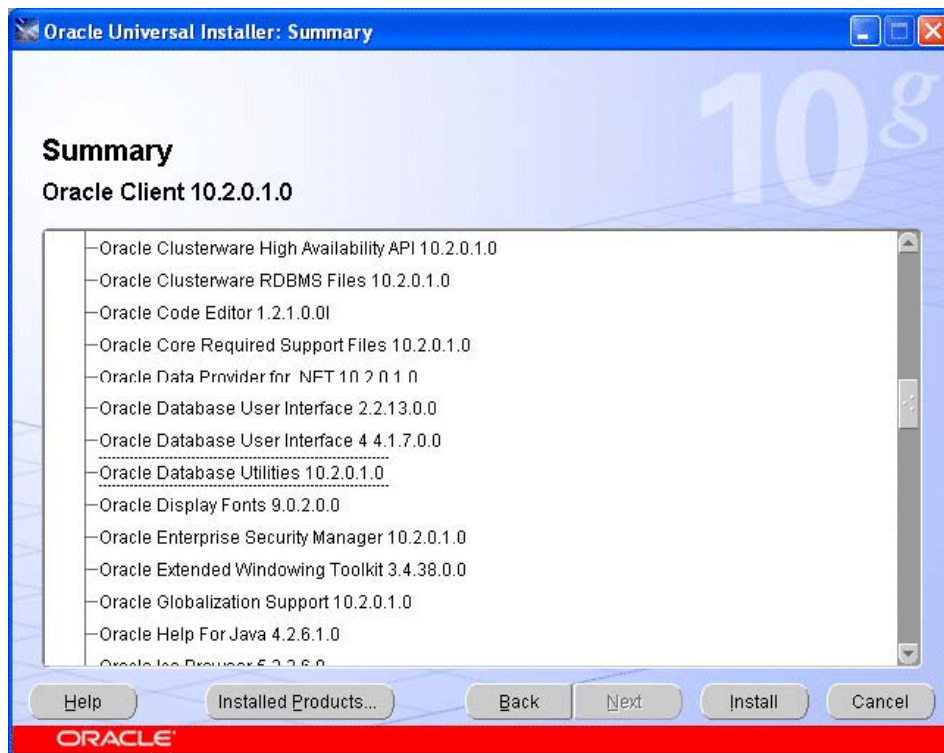 Oracle Universal Installer: Summary
10g
Summary
Oracle Client 10.2.0.1.0
Oracle Clusterware High Availability API 10.2.0.1.0
Oracle Clusterware RDBMS Files 10.2.0.1.0
Oracle Code Editor 1.2.1.0.0I
Oracle Core Required Support Files 10.2.0.1.0
Oracle Data Provider for .NET 10.2.0.1.0
Oracle Database User Interface 2.2.13.0.0
Oracle Database User Interface 4 4.1.7.0.0
Oracle Database Utilities 10.2.0.1.0
Oracle Display Fonts 9.0.2.0.0
Oracle Enterprise Security Manager 10.2.0.1.0
Oracle Extended Windowing Toolkit 3.4.38.0.0
Oracle Globalization Support 10.2.0.1.0
Oracle Help For Java 4.2.6.1.0
Oracle Ice Browser
Help Installed Products... Back Next Install Cancel
ORACLE